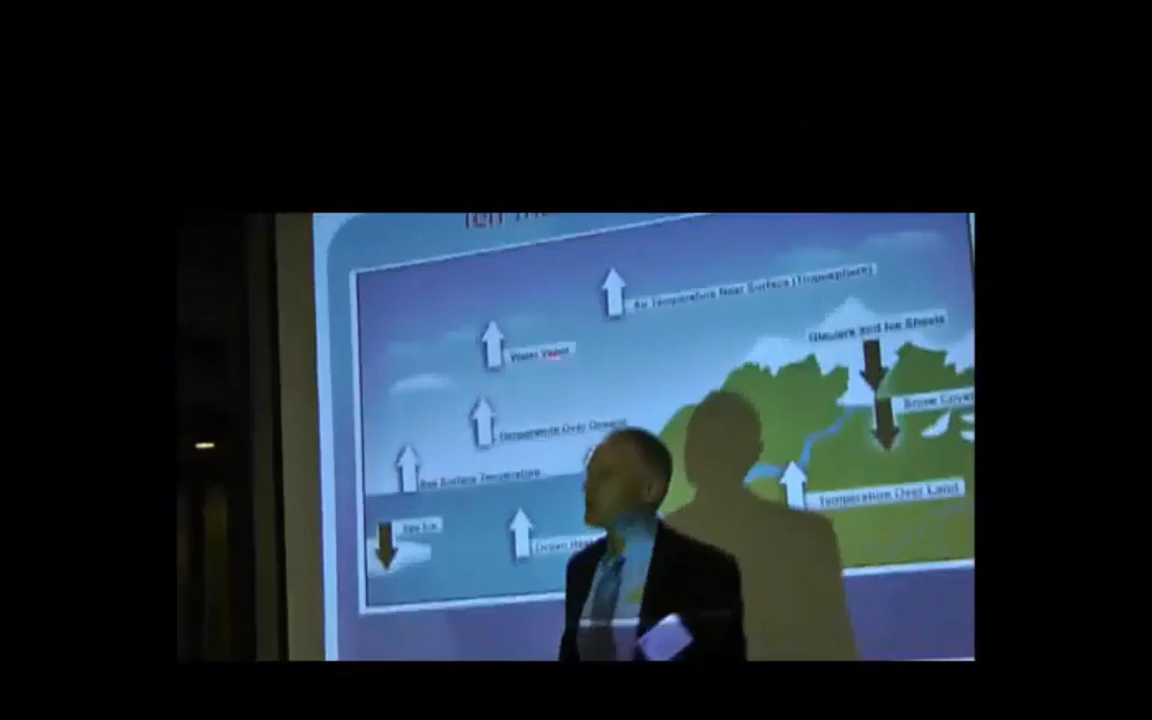 Ten
Air Temperature Near Surface (Troposphere)
Glaciers and Ice Sheets
Water Vapor
Snow Cover
Temperature Over Oceans
Sea Surface Temperature
Temperature Over Land
Sea Ice
Ocean Heat